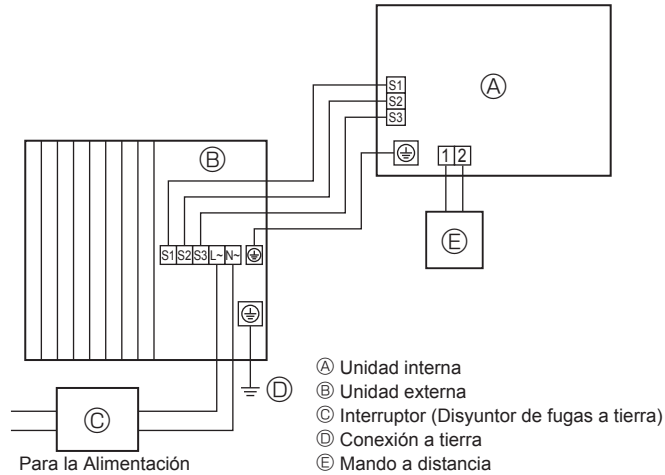 Ⓐ
S1
S2
S3
1 2
Ⓑ
Ⓔ
S1 S2 S3 L~ N~
Ⓓ
Ⓒ
Para la Alimentación
Ⓐ Unidad interna
Ⓑ Unidad externa
Ⓒ Interruptor (Disyuntor de fugas a tierra)
Ⓓ Conexión a tierra
Ⓔ Mando a distancia